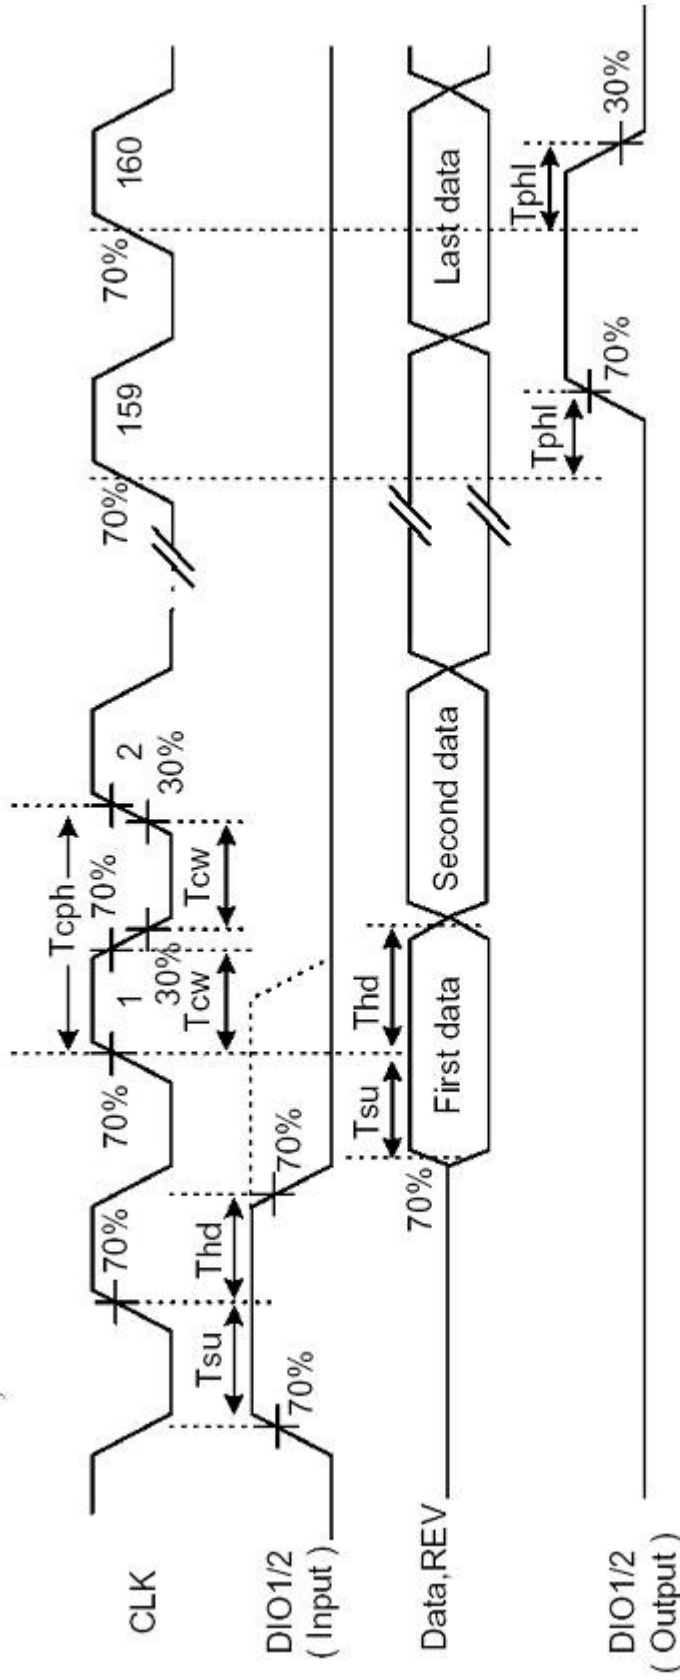 Tcph
70%
70%
1
70%
2
70%
159
70%
160
CLK
30%
30%
Tcw
Tcw
Tsu
Thd
DIO1/2
( Input )
70%
70%
Tsu
Thd
Data,REV
70%
First data
Second data
Last data
Tphl
Tphl
DIO1/2
( Output )
70%
30%